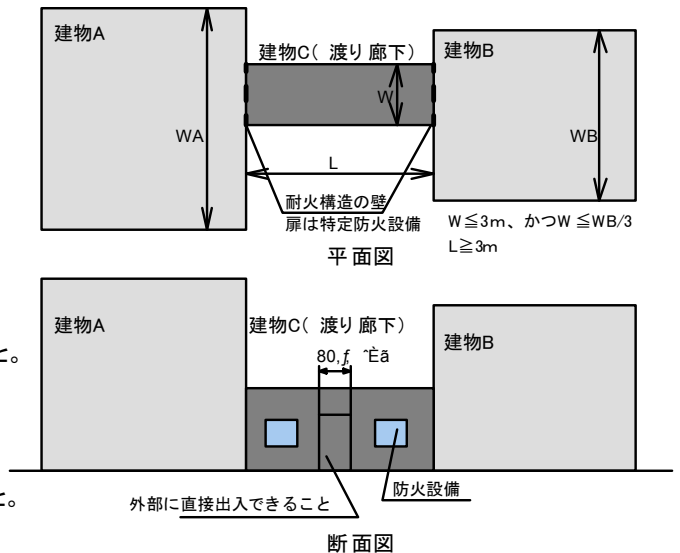 建物A
建物C( 渡り 廊下)
建物B
W
WA
WB
L
耐火構造の壁
扉は特定防火設備
W≦3m、かつW ≦WB/3
L≧3m
平面図
建物A
建物C( 渡り 廊下)
建物B
80,ƒ ˆÈã
と。
防火設備
外部に直接出入できること
と。
断面図